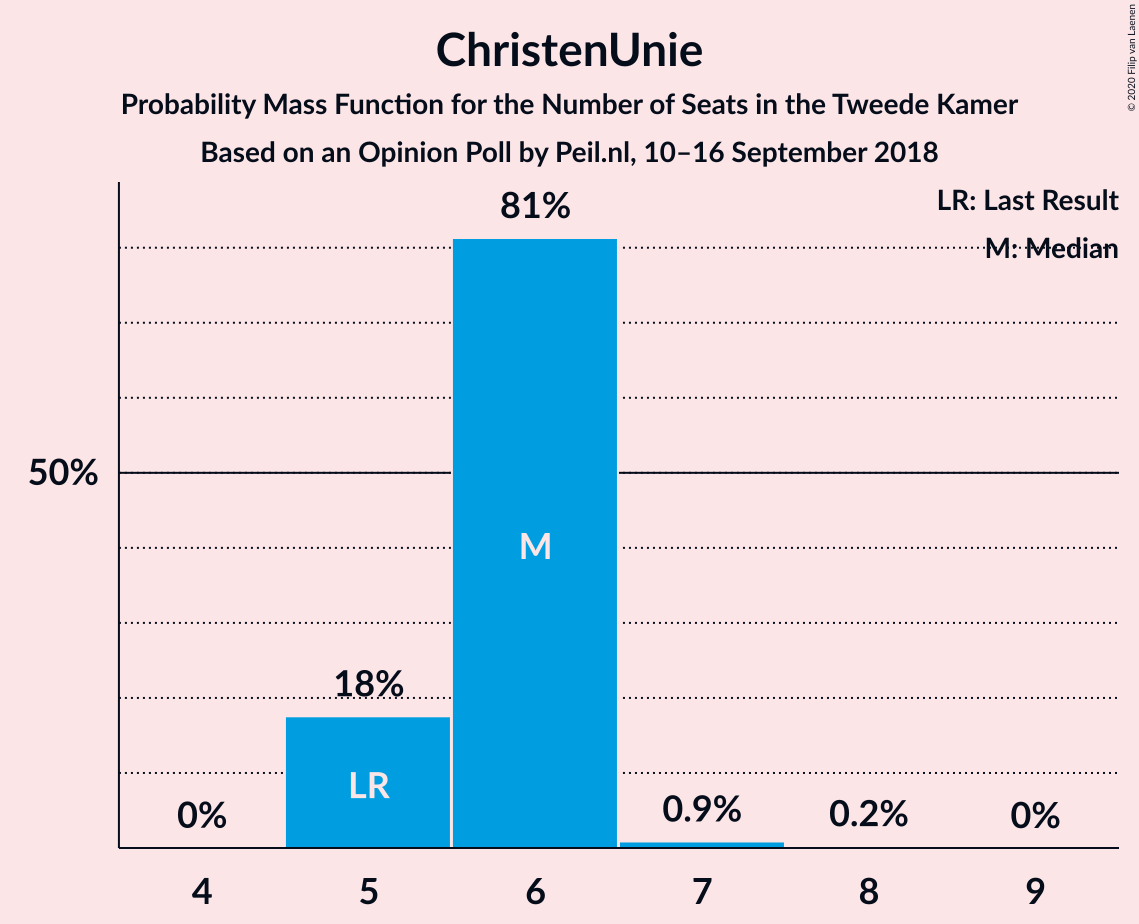 ChristenUnie
Probability Mass Function for the Number of Seats in the Tweede Kamer
Based on an Opinion Poll by Peil.nl, 10–16 September 2018
© 2020 Filip van Laenen
LR: Last Result
M: Median
81%
50%
M
18%
LR
0%
0.9%
0.2%
0%
4 5 6 7 8 9